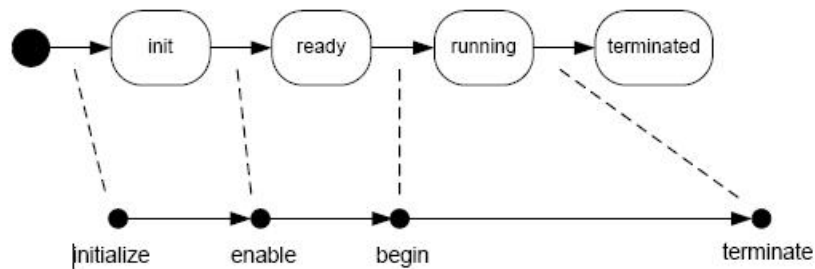 init
ready
running
terminated
initialize
enable
begin
terminate